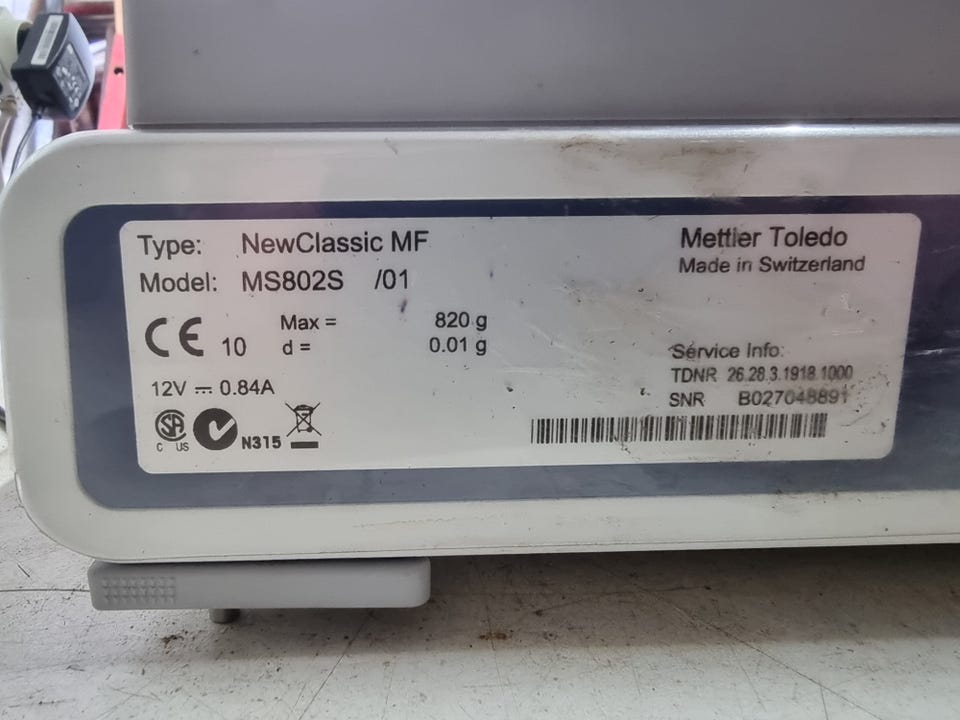 Type: NewClassic MF
Model: MS802S /01
Mettler Toledo
Made in Switzerland
CE 10
Max = 820 g
d = 0.01 g
12V ⎓ 0.84A
SA
C US
N315
Service Info:
TDNR 26.28.3.1918.1000
SNR B027048891